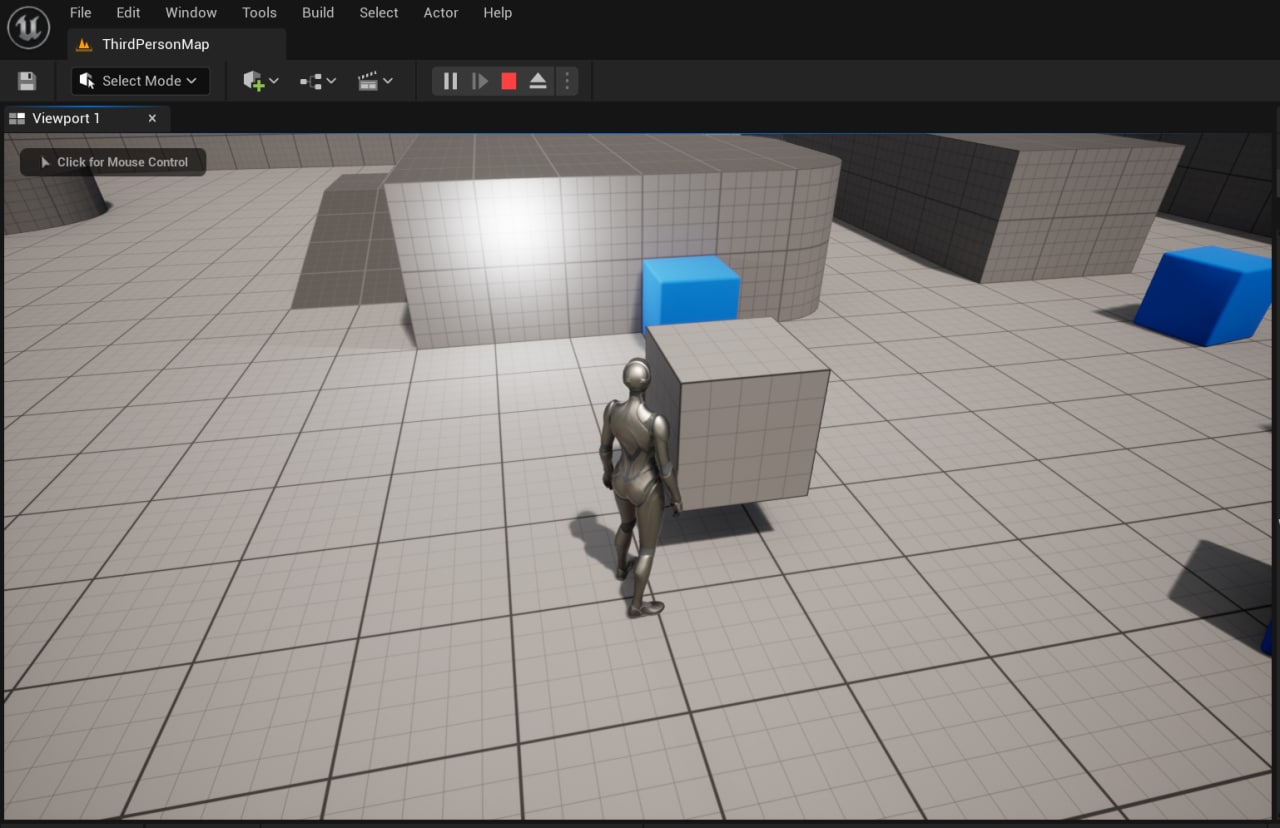 File Edit Window Tools Build Select Actor Help
ThirdPersonMap
Select Mode
Viewport 1
Click for Mouse Control